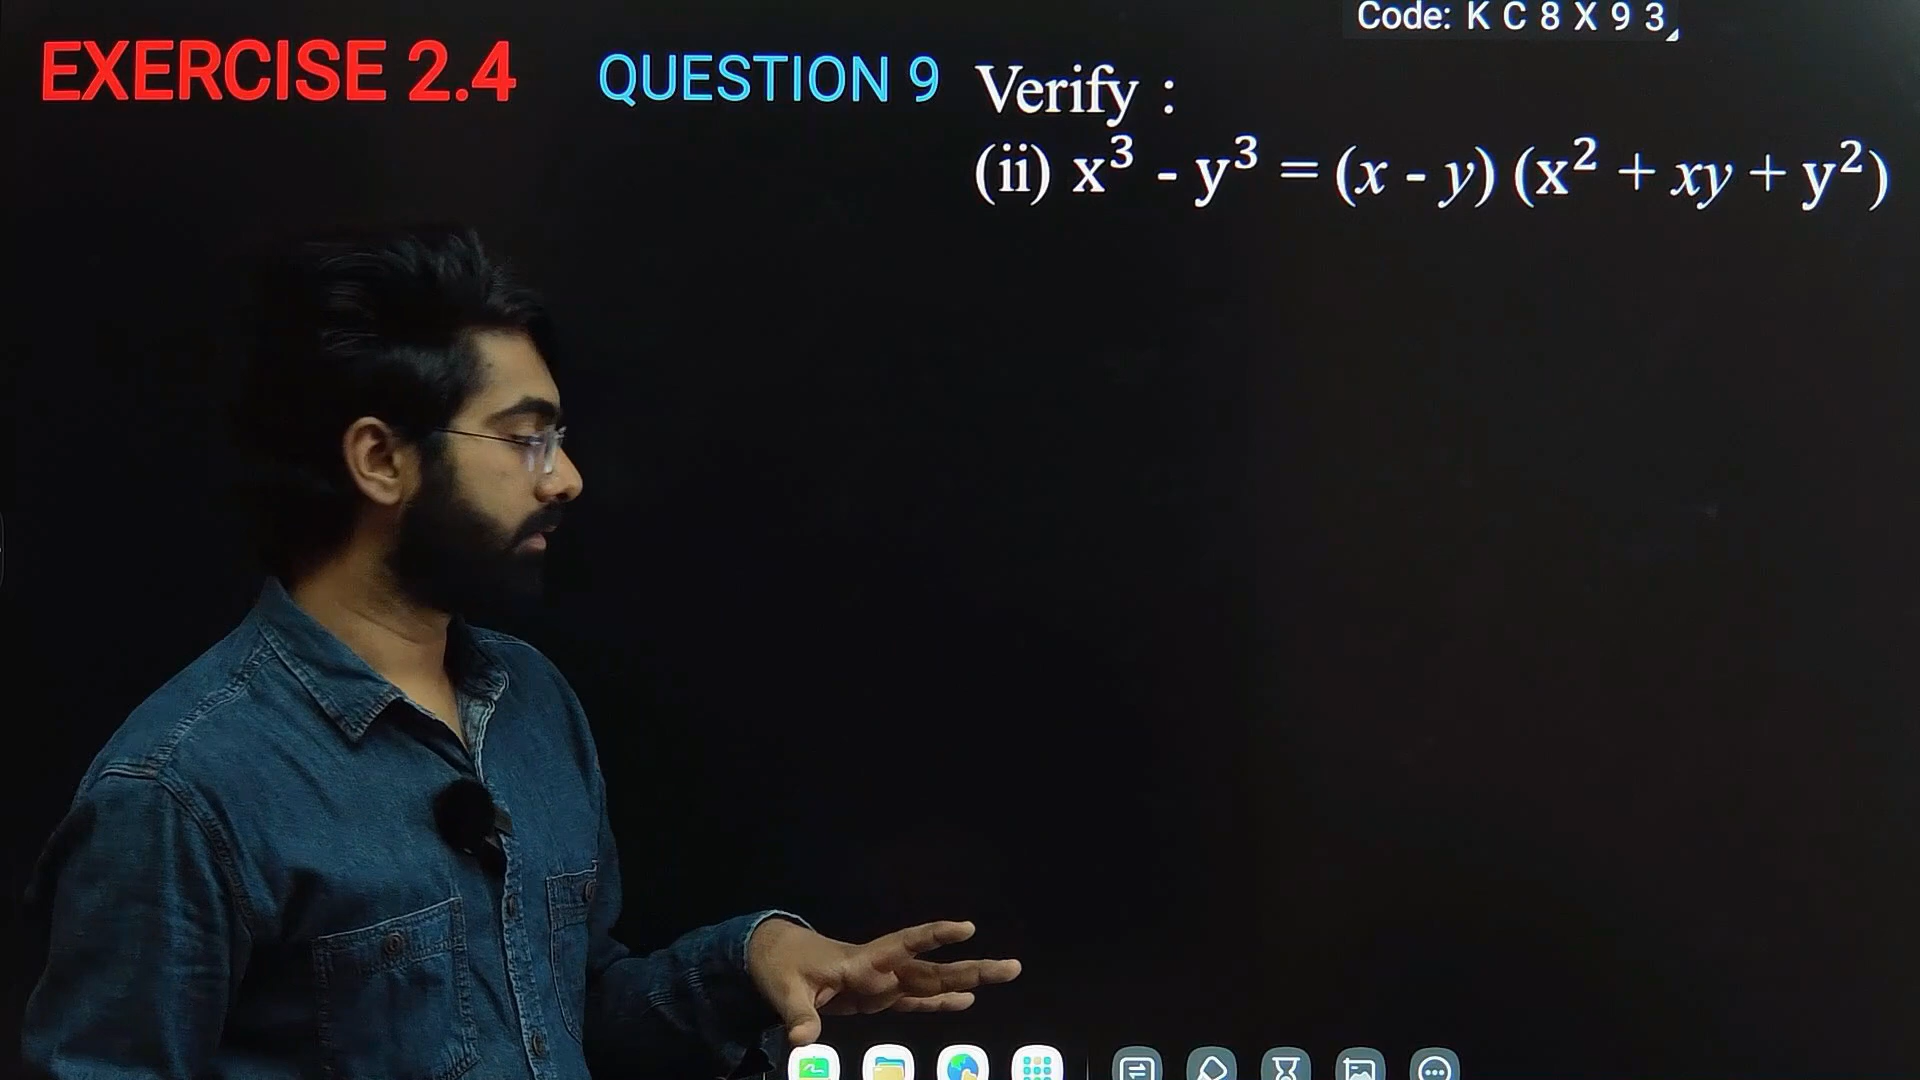 Code: K C 8 X 9 3
EXERCISE 2.4 QUESTION 9 Verify :
(ii) x³ - y³ = (x - y) (x² + xy + y²)